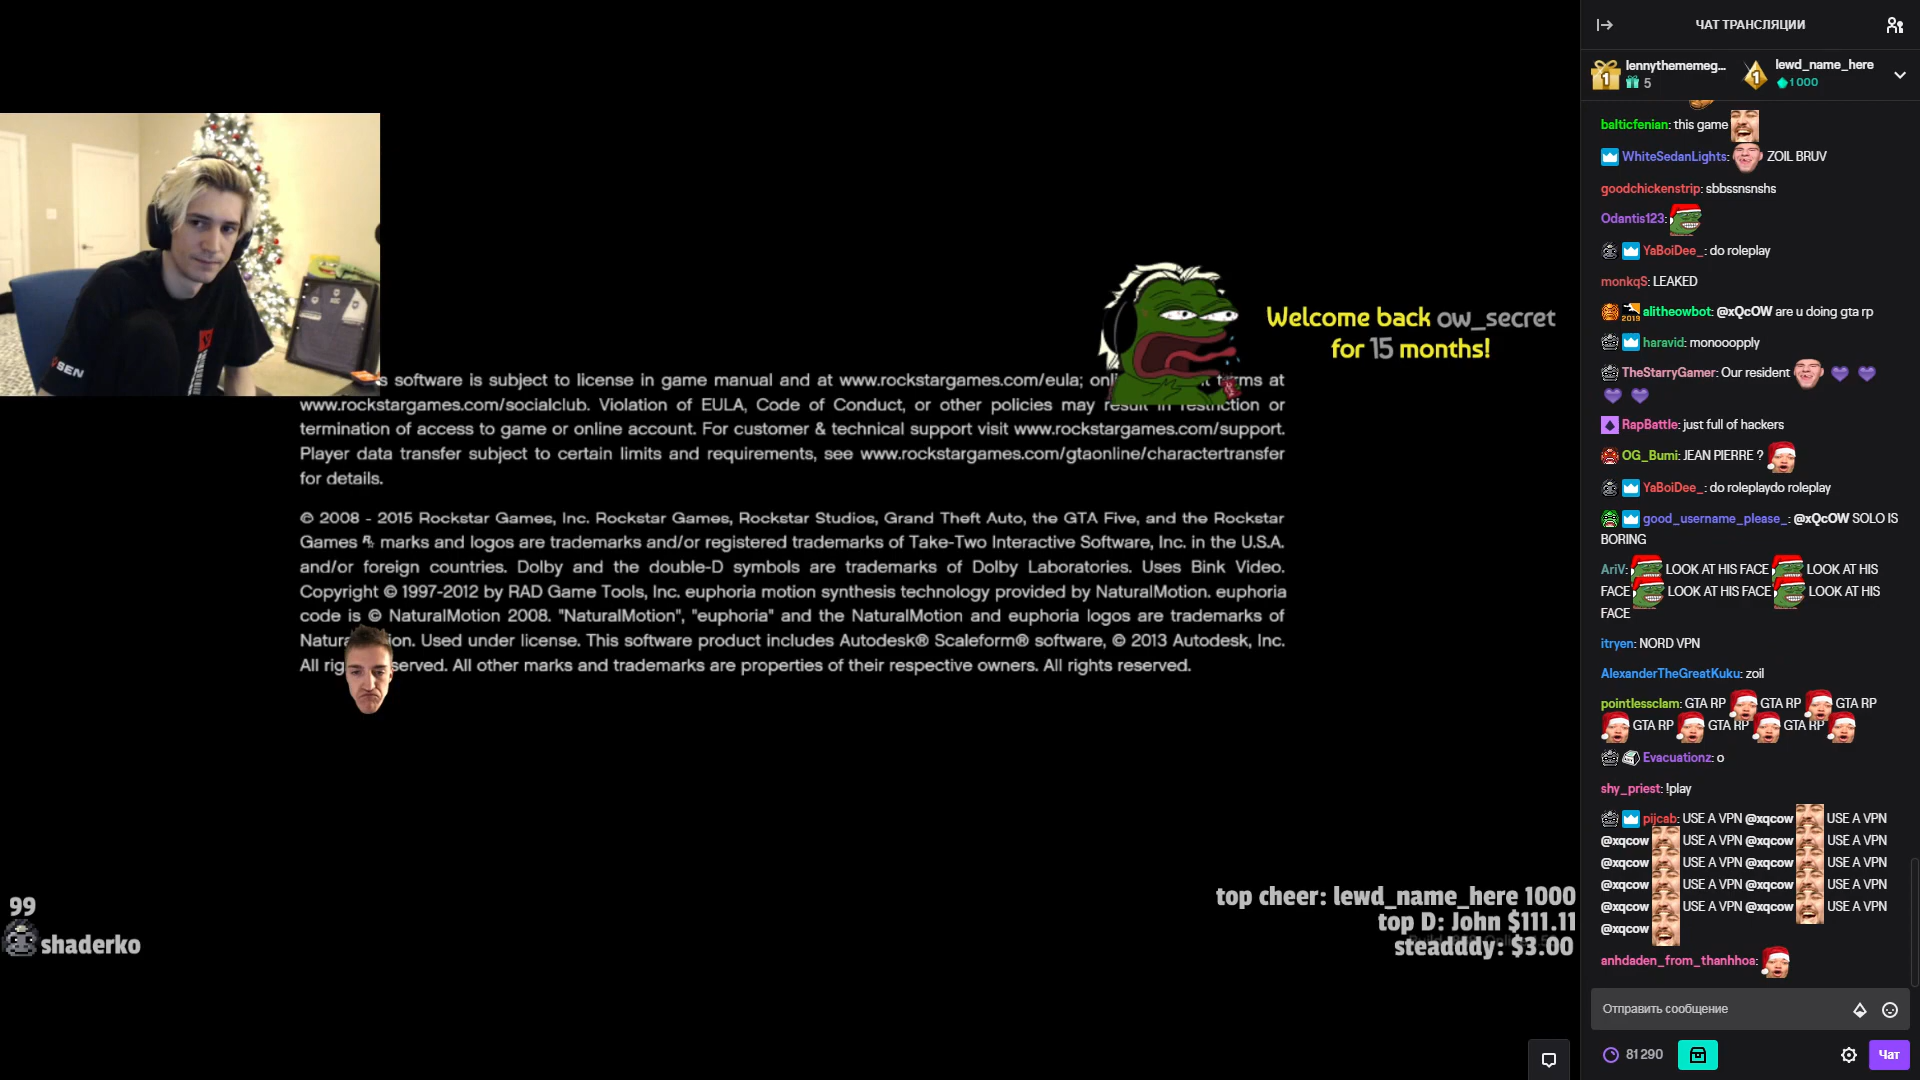 ЧАТ ТРАНСЛЯЦИИ
lennythememeg...
5
lewd_name_here
1 000
balticfenian: this game
WhiteSedanLights: ZOIL BRUV
goodchickenstrip: sbbssnsnshs
Odantis123:
YaBoiDee_: do roleplay
monkqS: LEAKED
2019 alitheowbot: @xQcOW are u doing gta rp
haravid: monooopply
TheStarryGamer: Our resident
RapBattle: just full of hackers
OG_Bumi: JEAN PIERRE ?
YaBoiDee_: do roleplaydo roleplay
good_username_please_: @xQcOW SOLO IS
BORING
AriV: LOOK AT HIS FACE LOOK AT HIS
FACE LOOK AT HIS FACE LOOK AT HIS
FACE
itryen: NORD VPN
AlexanderTheGreatKuku: zoil
pointlessclam: GTA RP GTA RP GTA RP
GTA RP GTA RP GTA RP
Evacuationz: o
shy_priest: !play
pijcab: USE A VPN @xqcow USE A VPN
@xqcow USE A VPN @xqcow USE A VPN
@xqcow USE A VPN @xqcow USE A VPN
@xqcow USE A VPN @xqcow USE A VPN
@xqcow USE A VPN @xqcow USE A VPN
@xqcow
anhdaden_from_thanhhoa:
Отправить сообщение
81 290
Чат
Welcome back ow_secret
for 15 months!
s software is subject to license in game manual and at www.rockstargames.com/eula; onl t terms at
www.rockstargames.com/socialclub. Violation of EULA, Code of Conduct, or other policies may result in restriction or
termination of access to game or online account. For customer & technical support visit www.rockstargames.com/support.
Player data transfer subject to certain limits and requirements, see www.rockstargames.com/gtaonline/charactertransfer
for details.
© 2008 - 2015 Rockstar Games, Inc. Rockstar Games, Rockstar Studios, Grand Theft Auto, the GTA Five, and the Rockstar
Games R* marks and logos are trademarks and/or registered trademarks of Take-Two Interactive Software, Inc. in the U.S.A.
and/or foreign countries. Dolby and the double-D symbols are trademarks of Dolby Laboratories. Uses Bink Video.
Copyright © 1997-2012 by RAD Game Tools, Inc. euphoria motion synthesis technology provided by NaturalMotion. euphoria
code is © NaturalMotion 2008. "NaturalMotion", "euphoria" and the NaturalMotion and euphoria logos are trademarks of
Natura on. Used under license. This software product includes Autodesk® Scaleform® software, © 2013 Autodesk, Inc.
All rig served. All other marks and trademarks are properties of their respective owners. All rights reserved.
99
shaderko
top cheer: lewd_name_here 1000
top D: John $111.11
steadddy: $3.00